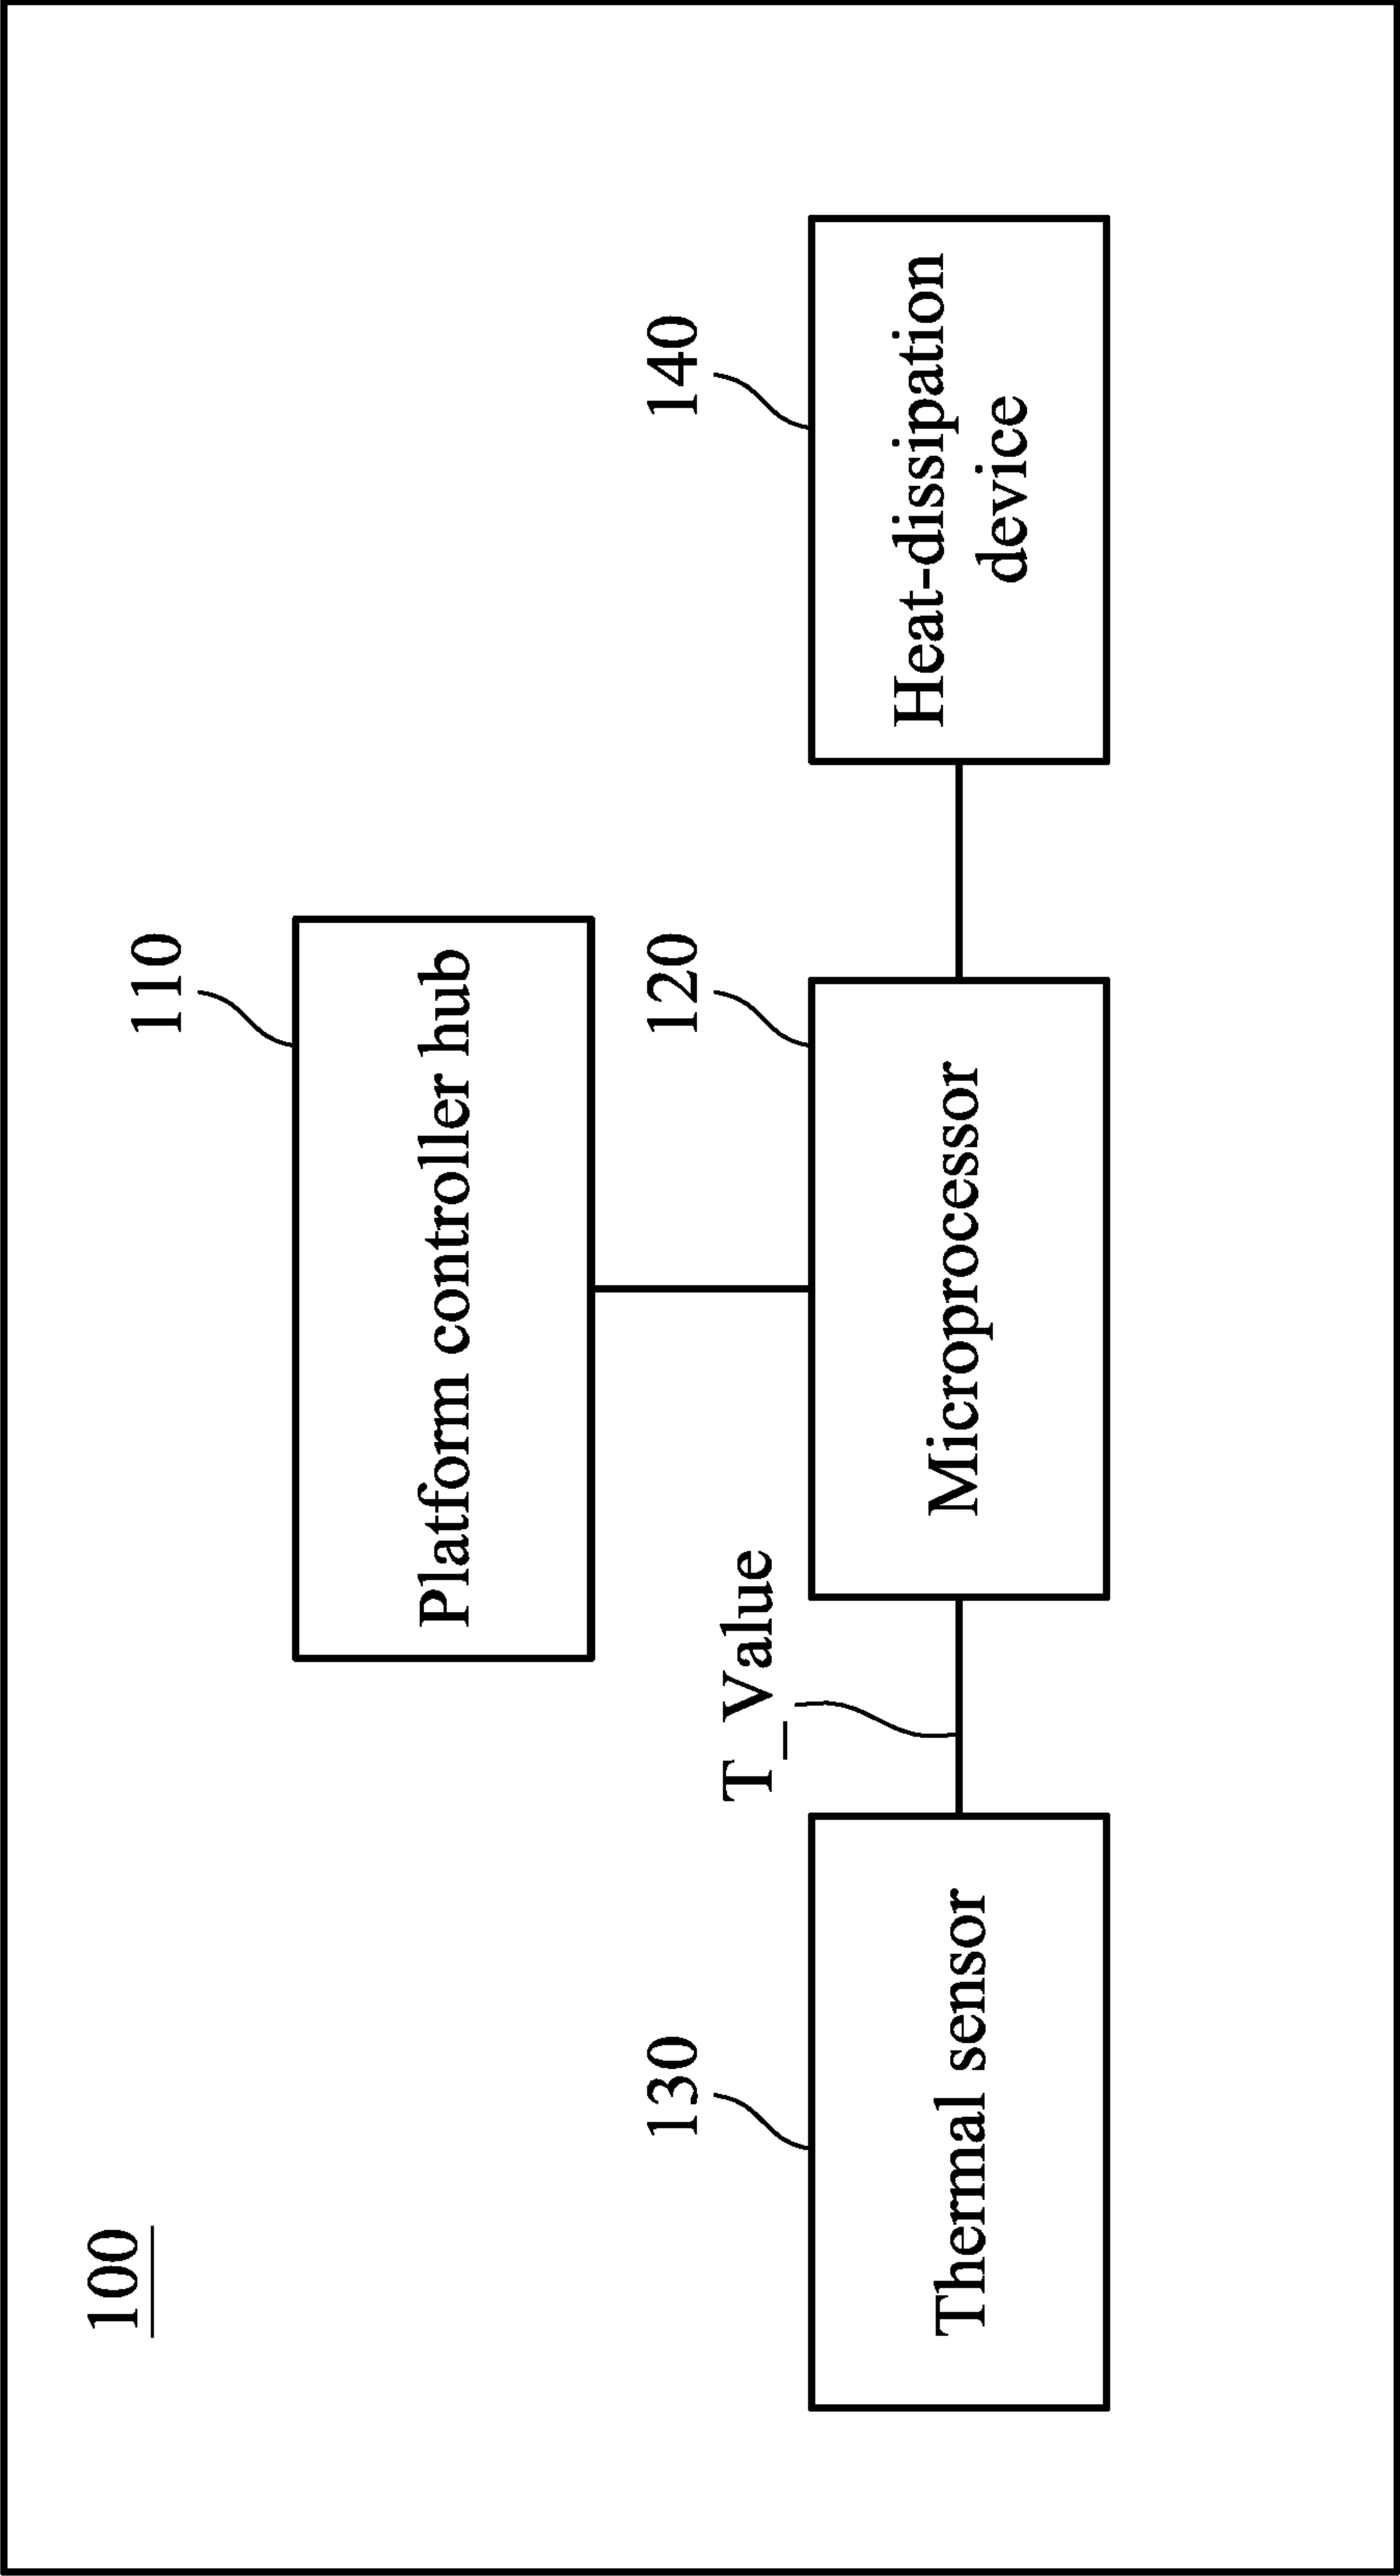 100
110
Platform controller hub
120
130
140
T_Value
Thermal sensor
Microprocessor
Heat-dissipation
device